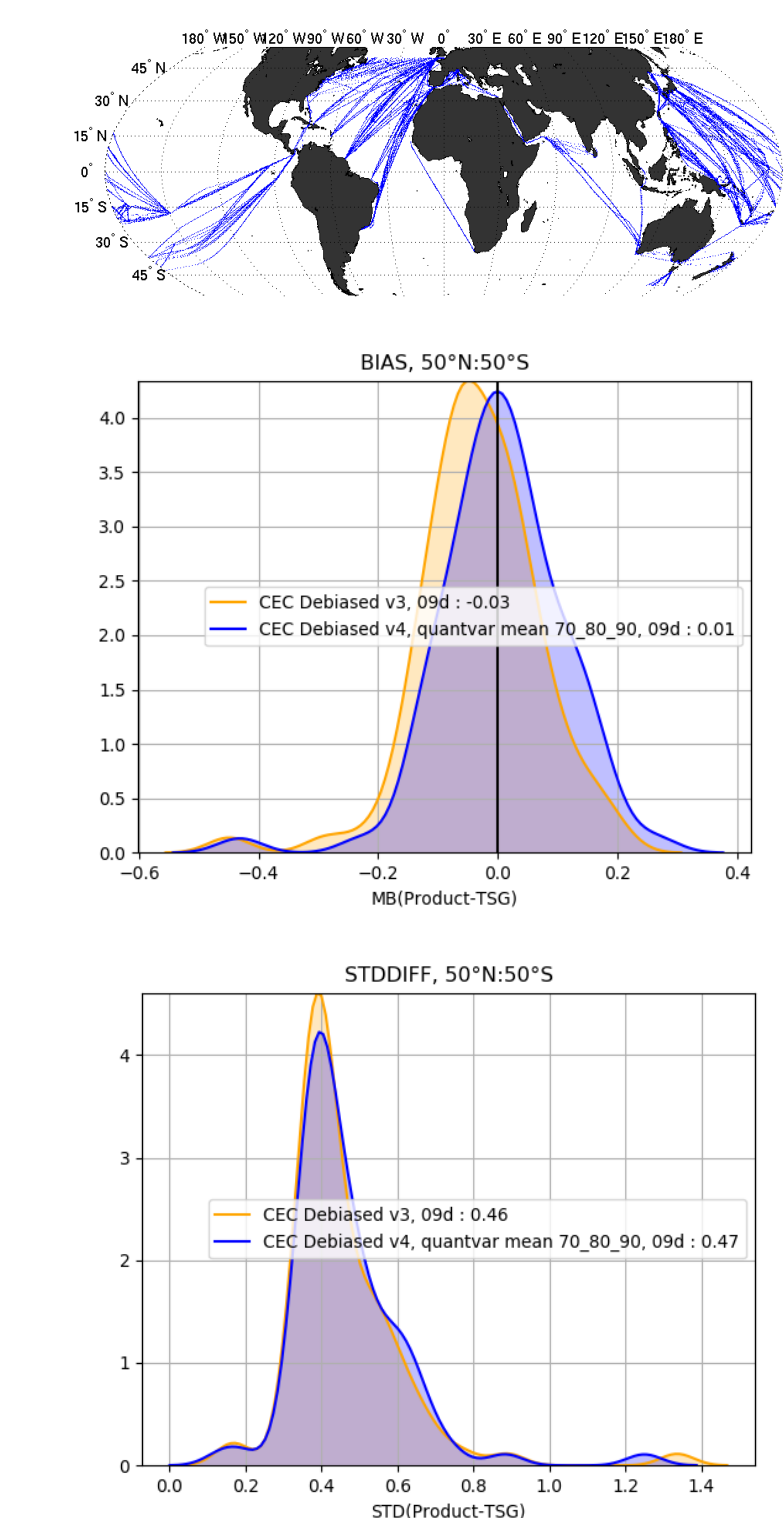 180° W150° W120° W90° W60° W30° W 0° 30° E 60° E 90° E120° E150° E180° E
45° N
30° N
15° N
0°
15° S
30° S
45° S
BIAS, 50°N:50°S
4.0
3.5
3.0
2.5
CEC Debiased v3, 09d : -0.03
CEC Debiased v4, quantvar mean 70_80_90, 09d : 0.01
2.0
1.5
1.0
0.5
0.0
−0.6 −0.4 −0.2 0.0 0.2 0.4
MB(Product-TSG)
STDDIFF, 50°N:50°S
4
3
CEC Debiased v3, 09d : 0.46
CEC Debiased v4, quantvar mean 70_80_90, 09d : 0.47
2
1
0
0.0 0.2 0.4 0.6 0.8 1.0 1.2 1.4
STD(Product-TSG)